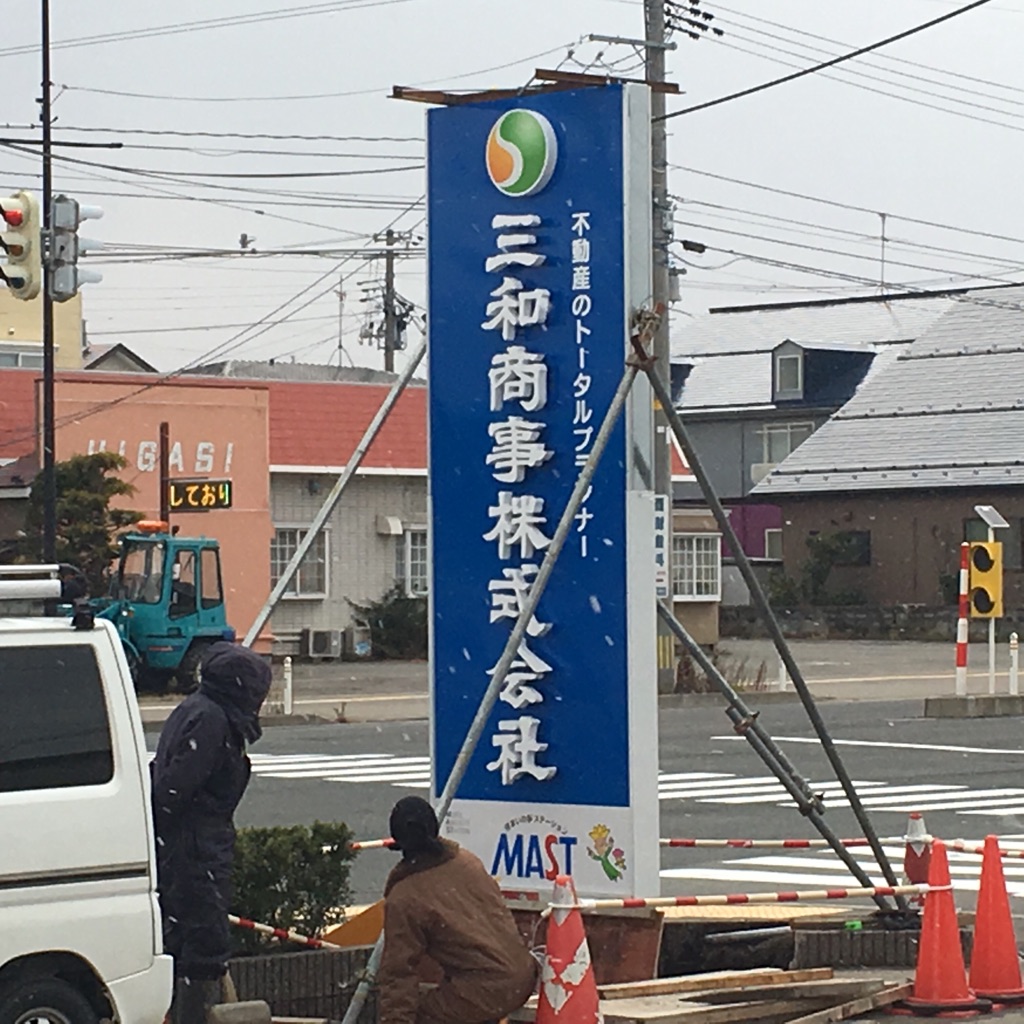 不動産のトータルプランナー
三和商事株式会社
HIGASI
しており
住まいの夢ステーション
MAST